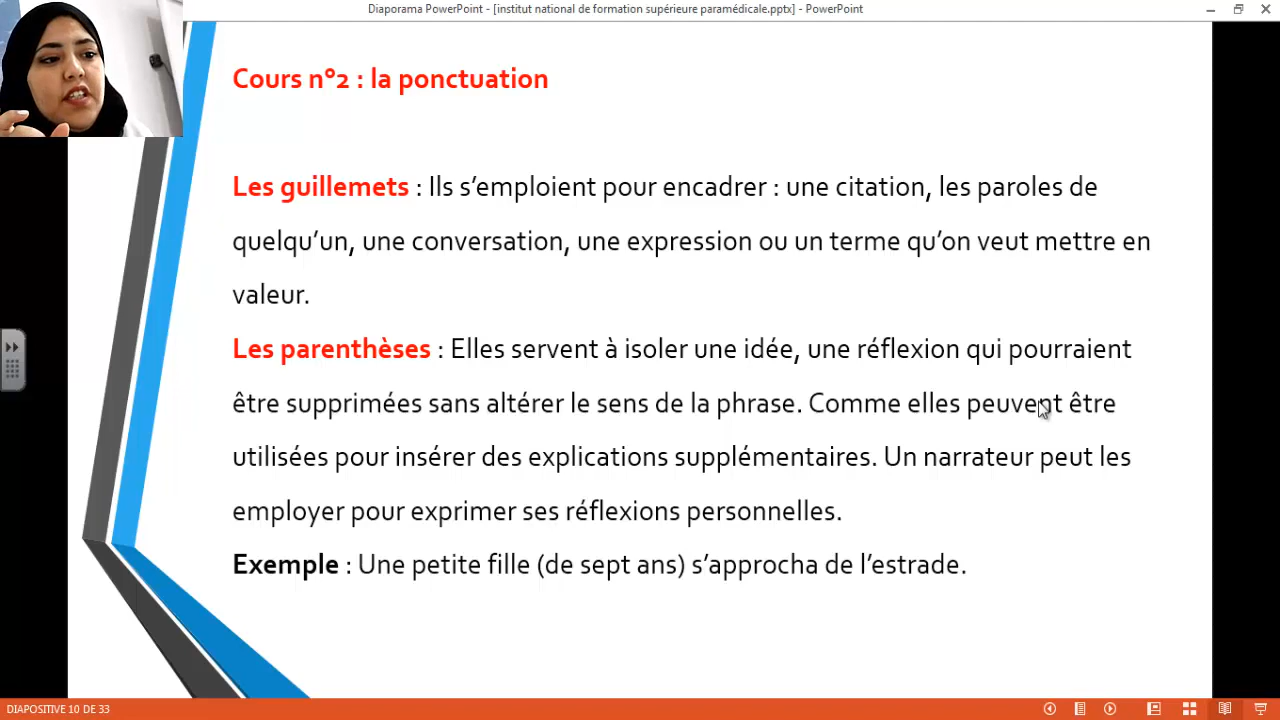 Diaporama PowerPoint - [institut national de formation supérieure paramédicale.pptx] - PowerPoint
Cours n°2 : la ponctuation
Les guillemets : Ils s’emploient pour encadrer : une citation, les paroles de
quelqu’un, une conversation, une expression ou un terme qu’on veut mettre en
valeur.
Les parenthèses : Elles servent à isoler une idée, une réflexion qui pourraient
être supprimées sans altérer le sens de la phrase. Comme elles peuvent être
utilisées pour insérer des explications supplémentaires. Un narrateur peut les
employer pour exprimer ses réflexions personnelles.
Exemple : Une petite fille (de sept ans) s’approcha de l’estrade.
DIAPOSITIVE 10 DE 33